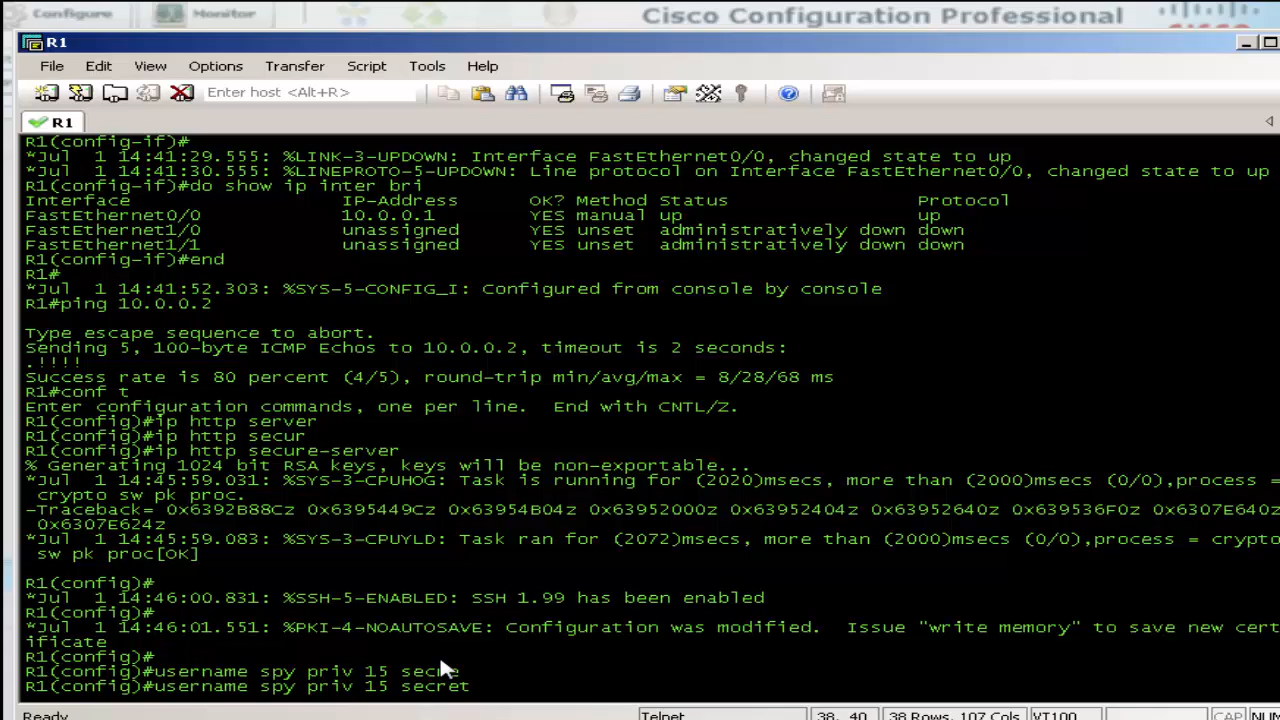 Configure Monitor Cisco Configuration Professional
CISCO
R1
File Edit View Options Transfer Script Tools Help
Enter host <Alt+R>
R1
R1(config-if)#
*Jul 1 14:41:29.555: %LINK-3-UPDOWN: Interface FastEthernet0/0, changed state to up
*Jul 1 14:41:30.555: %LINEPROTO-5-UPDOWN: Line protocol on Interface FastEthernet0/0, changed state to up
R1(config-if)#do show ip inter bri
Interface IP-Address OK? Method Status Protocol
FastEthernet0/0 10.0.0.1 YES manual up up
FastEthernet1/0 unassigned YES unset administratively down down
FastEthernet1/1 unassigned YES unset administratively down down
R1(config-if)#end
R1#
*Jul 1 14:41:52.303: %SYS-5-CONFIG_I: Configured from console by console
R1#ping 10.0.0.2
Type escape sequence to abort.
Sending 5, 100-byte ICMP Echos to 10.0.0.2, timeout is 2 seconds:
.!!!!
Success rate is 80 percent (4/5), round-trip min/avg/max = 8/28/68 ms
R1#conf t
Enter configuration commands, one per line. End with CNTL/Z.
R1(config)#ip http server
R1(config)#ip http secur
R1(config)#ip http secure-server
% Generating 1024 bit RSA keys, keys will be non-exportable...
*Jul 1 14:45:59.031: %SYS-3-CPUHOG: Task is running for (2020)msecs, more than (2000)msecs (0/0),process =
crypto sw pk proc.
-Traceback= 0x6392B88Cz 0x6395449Cz 0x63954B04z 0x63952000z 0x63952404z 0x63952640z 0x639536F0z 0x6307E640z
0x6307E624z
*Jul 1 14:45:59.083: %SYS-3-CPUYLD: Task ran for (2072)msecs, more than (2000)msecs (0/0),process = crypto
sw pk proc[OK]
R1(config)#
*Jul 1 14:46:00.831: %SSH-5-ENABLED: SSH 1.99 has been enabled
R1(config)#
*Jul 1 14:46:01.551: %PKI-4-NOAUTOSAVE: Configuration was modified. Issue "write memory" to save new cert
ificate
R1(config)#
R1(config)#username spy priv 15 secre
R1(config)#username spy priv 15 secret
Ready Telnet 38, 40 38 Rows, 107 Cols VT100 CAP NUM